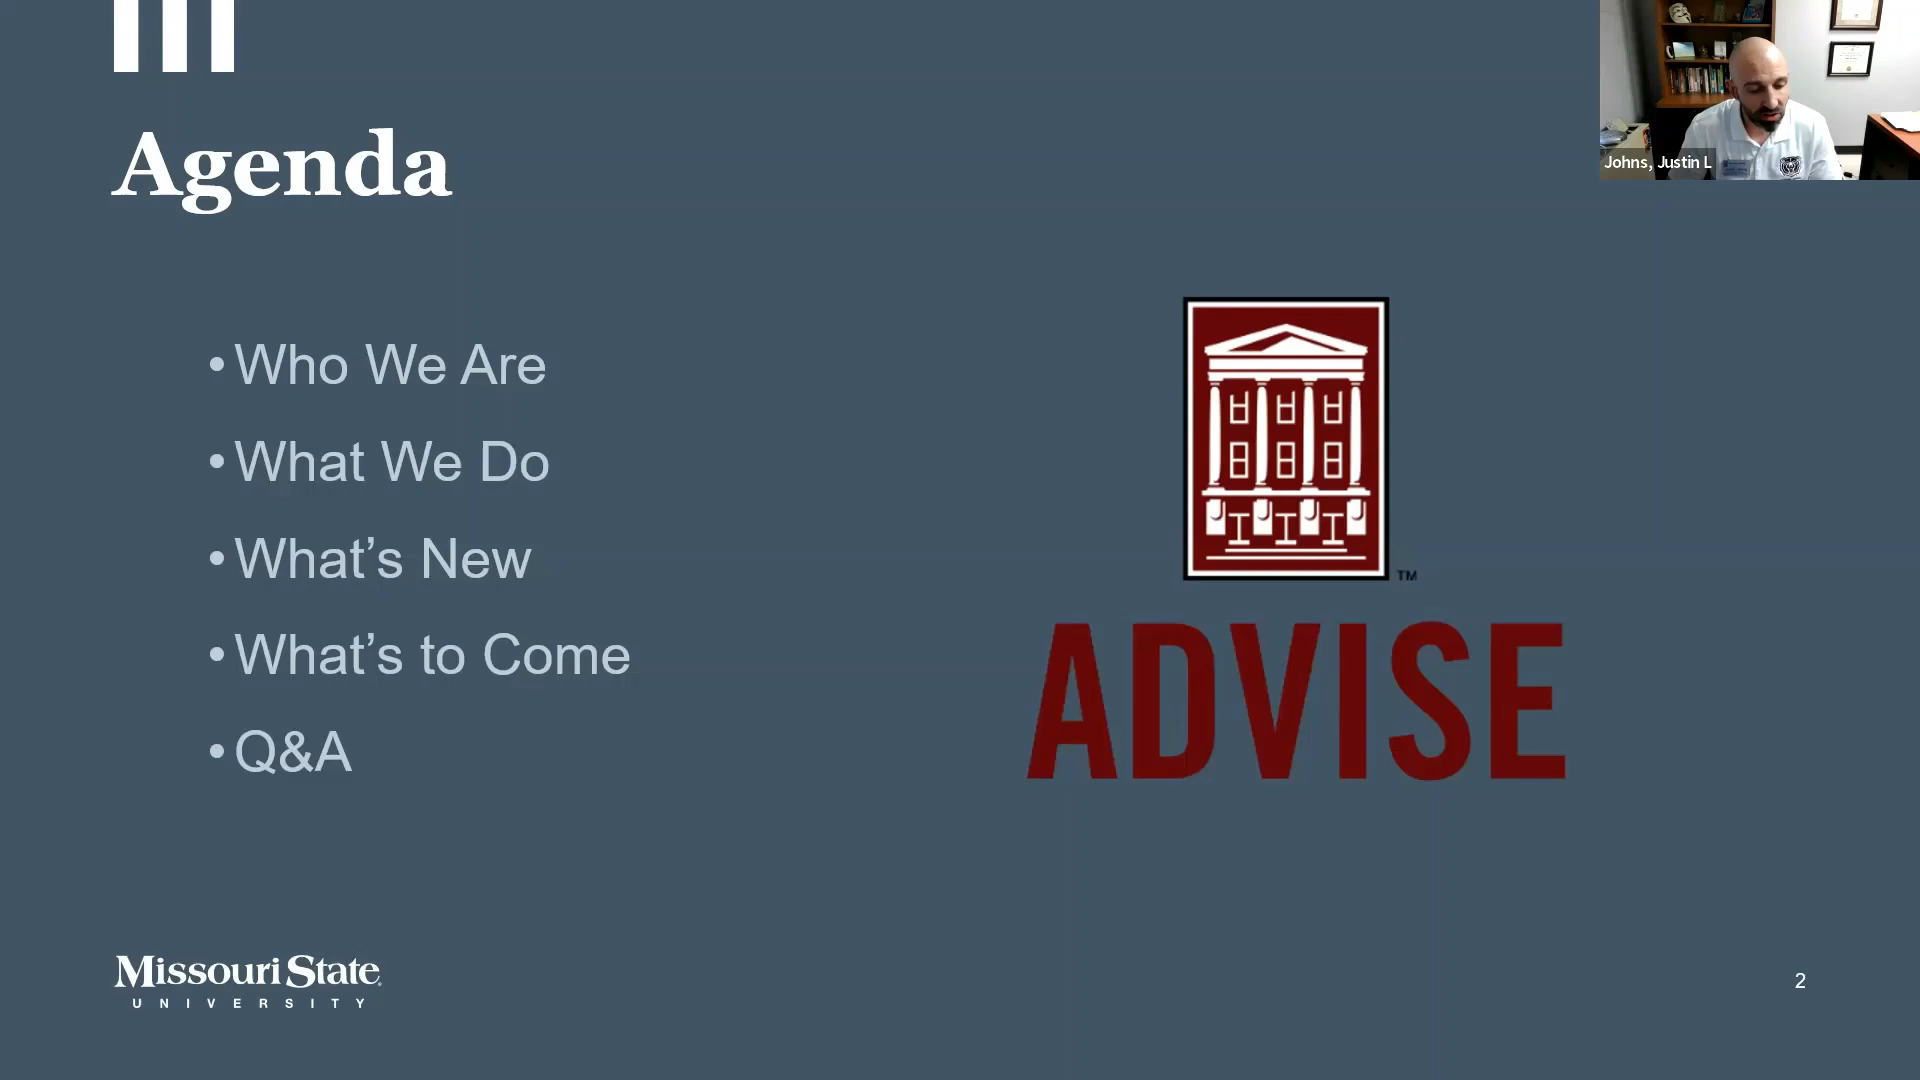 Agenda
Johns, Justin L
• Who We Are
• What We Do
• What’s New
• What’s to Come
• Q&A
TM
ADVISE
Missouri State
UNIVERSITY
2